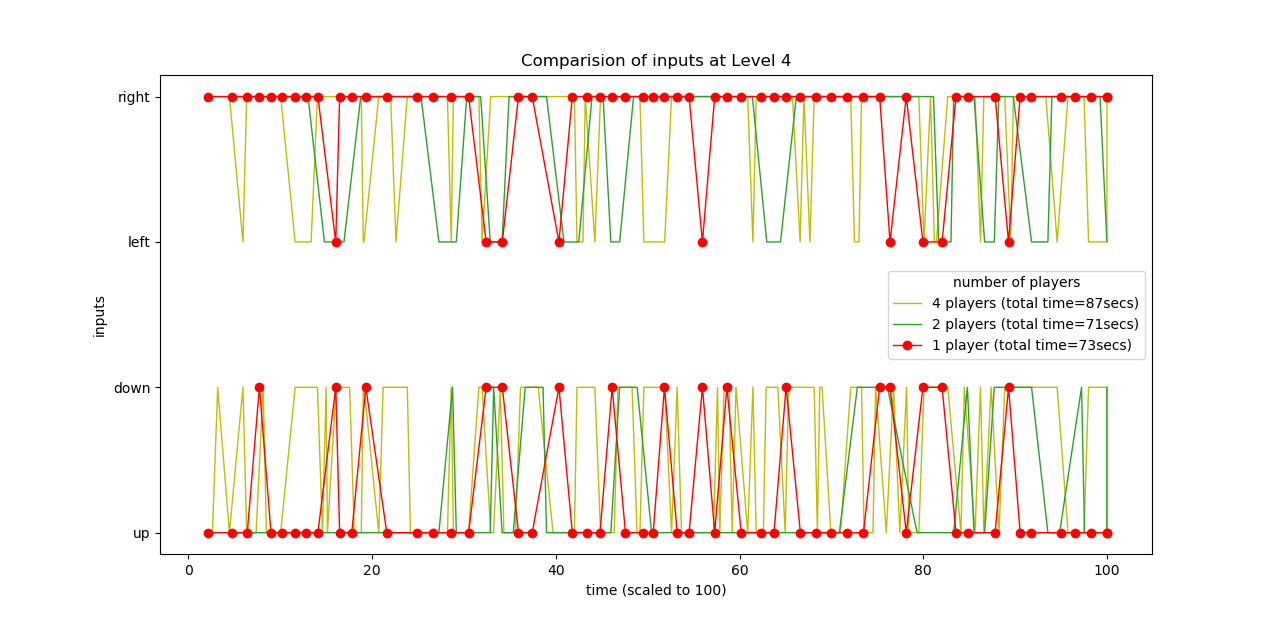 Comparision of inputs at Level 4
right
left
down
up
inputs
number of players
4 players (total time=87secs)
2 players (total time=71secs)
1 player (total time=73secs)
0 20 40 60 80 100
time (scaled to 100)